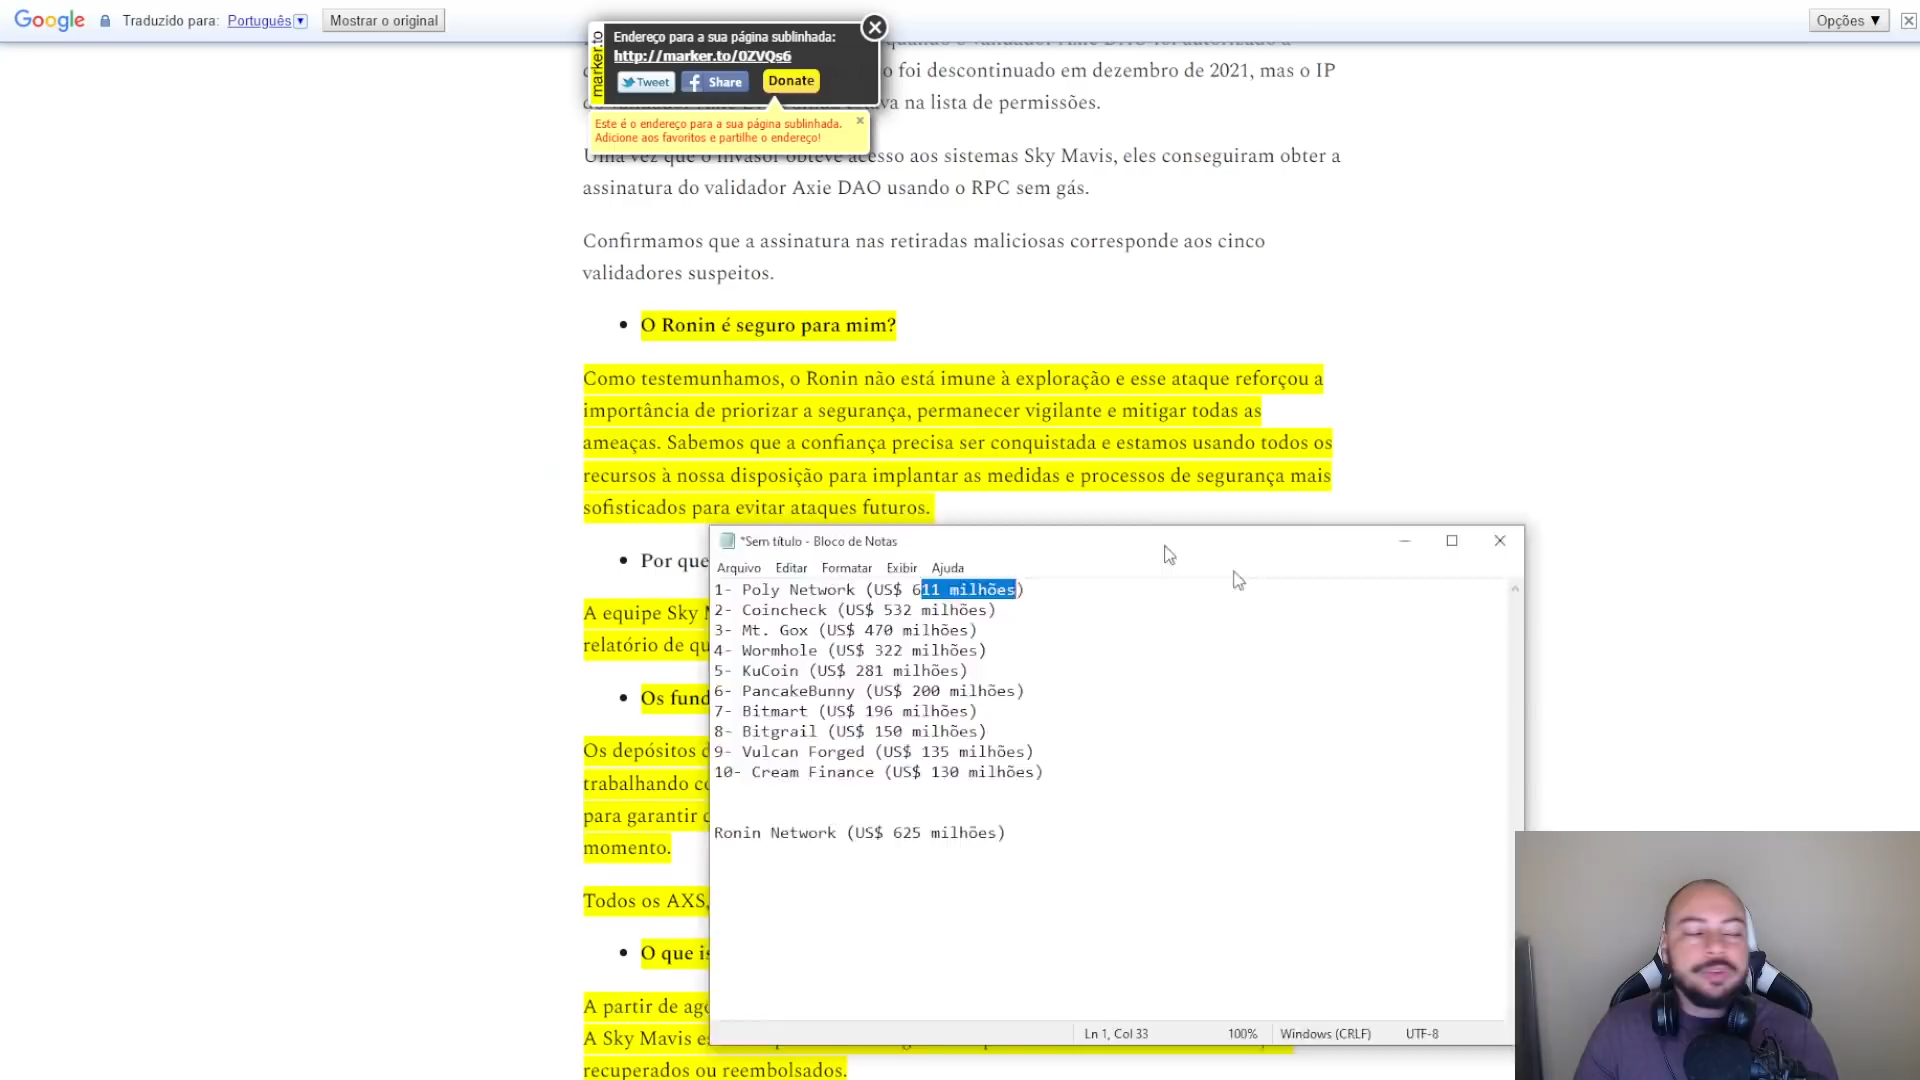 Google Traduzido para: Português ▼ Mostrar o original Opções ▼
marker.to
Endereço para a sua página sublinhada:
http://marker.to/0ZVQs6
Tweet Share Donate
Este é o endereço para a sua página sublinhada.
Adicione aos favoritos e partilhe o endereço!
o foi descontinuado em dezembro de 2021, mas o IP
va na lista de permissões.
Uma vez que o invasor obteve acesso aos sistemas Sky Mavis, eles conseguiram obter a
assinatura do validador Axie DAO usando o RPC sem gás.
Confirmamos que a assinatura nas retiradas maliciosas corresponde aos cinco
validadores suspeitos.
• O Ronin é seguro para mim?
Como testemunhamos, o Ronin não está imune à exploração e esse ataque reforçou a
importância de priorizar a segurança, permanecer vigilante e mitigar todas as
ameaças. Sabemos que a confiança precisa ser conquistada e estamos usando todos os
recursos à nossa disposição para implantar as medidas e processos de segurança mais
sofisticados para evitar ataques futuros.
• Por que
A equipe Sky M
relatório de qu
• Os fund
Os depósitos d
trabalhando co
para garantir
momento.
Todos os AXS,
• O que is
A partir de ago
A Sky Mavis es
recuperados ou reembolsados.
*Sem título - Bloco de Notas
Arquivo Editar Formatar Exibir Ajuda
1- Poly Network (US$ 611 milhões)
2- Coincheck (US$ 532 milhões)
3- Mt. Gox (US$ 470 milhões)
4- Wormhole (US$ 322 milhões)
5- KuCoin (US$ 281 milhões)
6- PancakeBunny (US$ 200 milhões)
7- Bitmart (US$ 196 milhões)
8- Bitgrail (US$ 150 milhões)
9- Vulcan Forged (US$ 135 milhões)
10- Cream Finance (US$ 130 milhões)
Ronin Network (US$ 625 milhões)
Ln 1, Col 33 100% Windows (CRLF) UTF-8